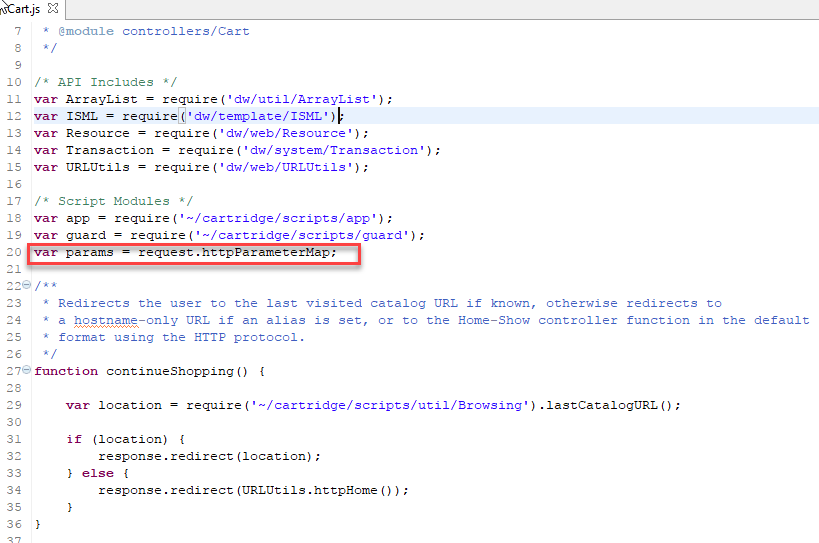 Cart.js
7 * @module controllers/Cart
8 */
9
10 /* API Includes */
11 var ArrayList = require('dw/util/ArrayList');
12 var ISML = require('dw/template/ISML');
13 var Resource = require('dw/web/Resource');
14 var Transaction = require('dw/system/Transaction');
15 var URLUtils = require('dw/web/URLUtils');
16
17 /* Script Modules */
18 var app = require('~/cartridge/scripts/app');
19 var guard = require('~/cartridge/scripts/guard');
20 var params = request.httpParameterMap;
21
22 /**
23 * Redirects the user to the last visited catalog URL if known, otherwise redirects to
24 * a hostname-only URL if an alias is set, or to the Home-Show controller function in the default
25 * format using the HTTP protocol.
26 */
27 function continueShopping() {
28
29 var location = require('~/cartridge/scripts/util/Browsing').lastCatalogURL();
30
31 if (location) {
32 response.redirect(location);
33 } else {
34 response.redirect(URLUtils.httpHome());
35 }
36 }
37